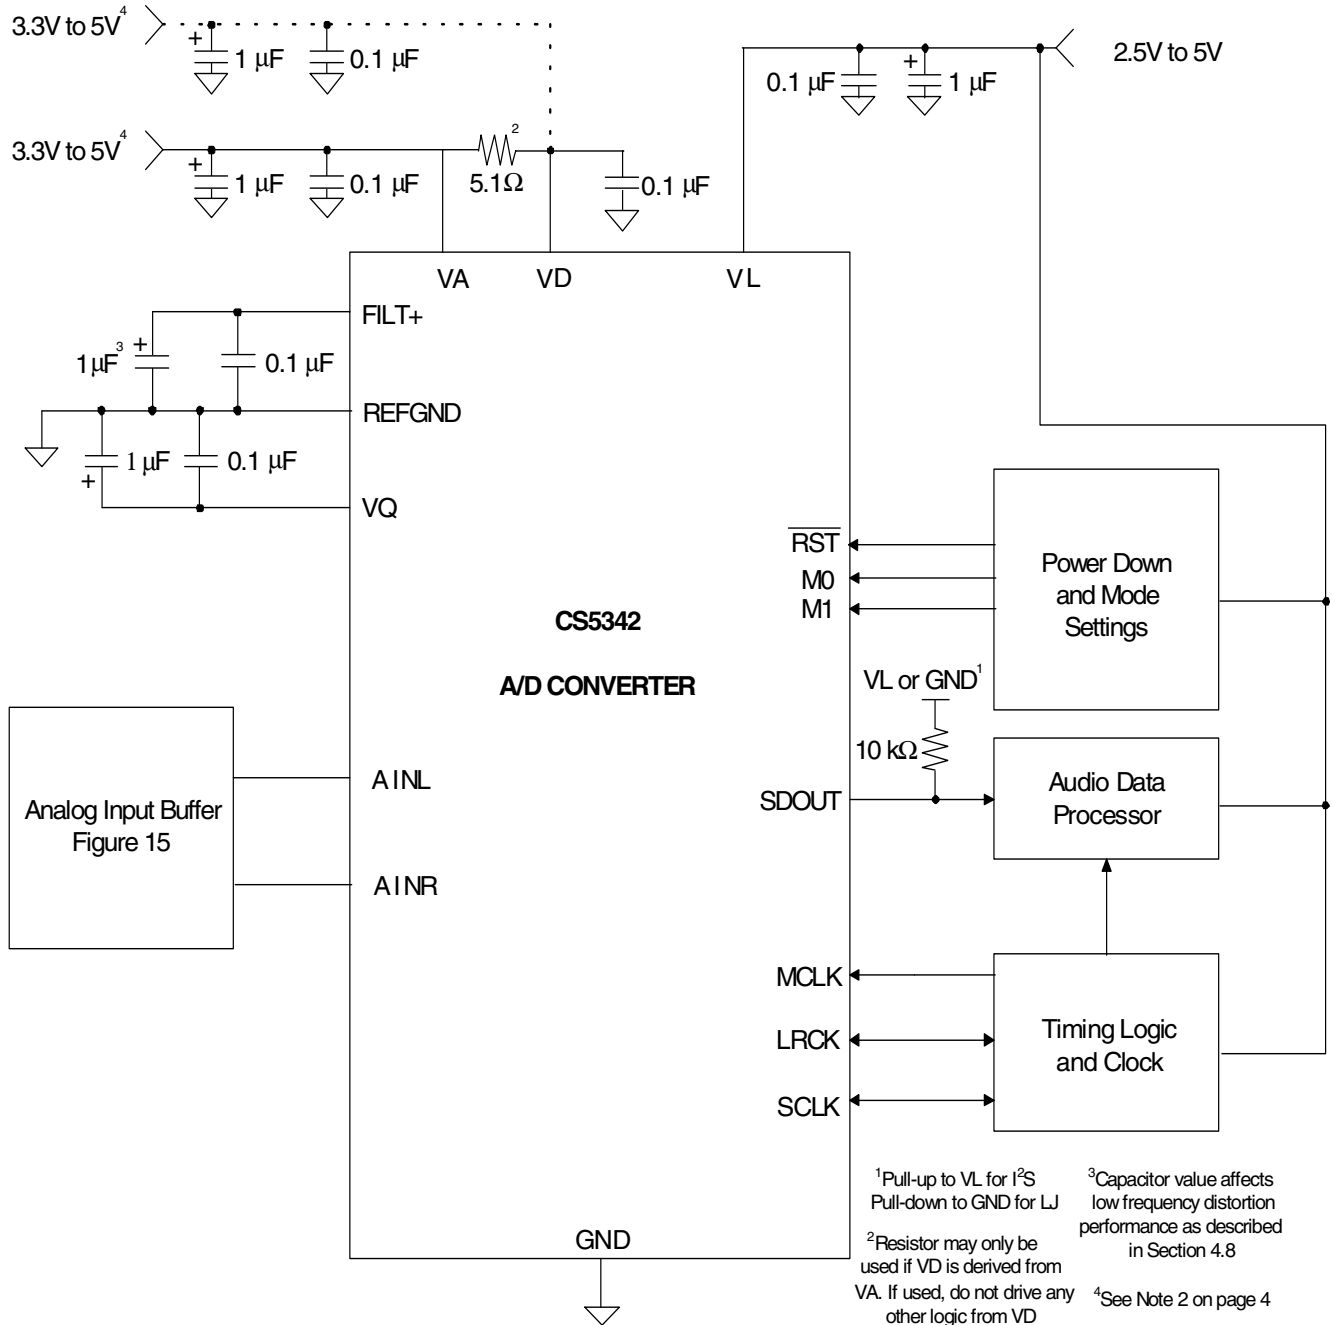 3.3V to 5V⁴
+ 1 µF 0.1 µF
2.5V to 5V
0.1 µF + 1 µF
3.3V to 5V⁴
+ 1 µF 0.1 µF
2
5.1Ω
0.1 µF
VA VD VL
FILT+
1µF³ +
0.1 µF
REFGND
1 µF
+
0.1 µF
VQ
RST
M0
M1
Power Down
and Mode
Settings
CS5342
A/D CONVERTER
VL or GND¹
10 kΩ
SDOUT
Audio Data
Processor
Analog Input Buffer
Figure 15
AINL
AINR
MCLK
LRCK
SCLK
Timing Logic
and Clock
GND
¹Pull-up to VL for I²S
Pull-down to GND for LJ
²Resistor may only be
used if VD is derived from
VA. If used, do not drive any
other logic from VD
³Capacitor value affects
low frequency distortion
performance as described
in Section 4.8
⁴See Note 2 on page 4